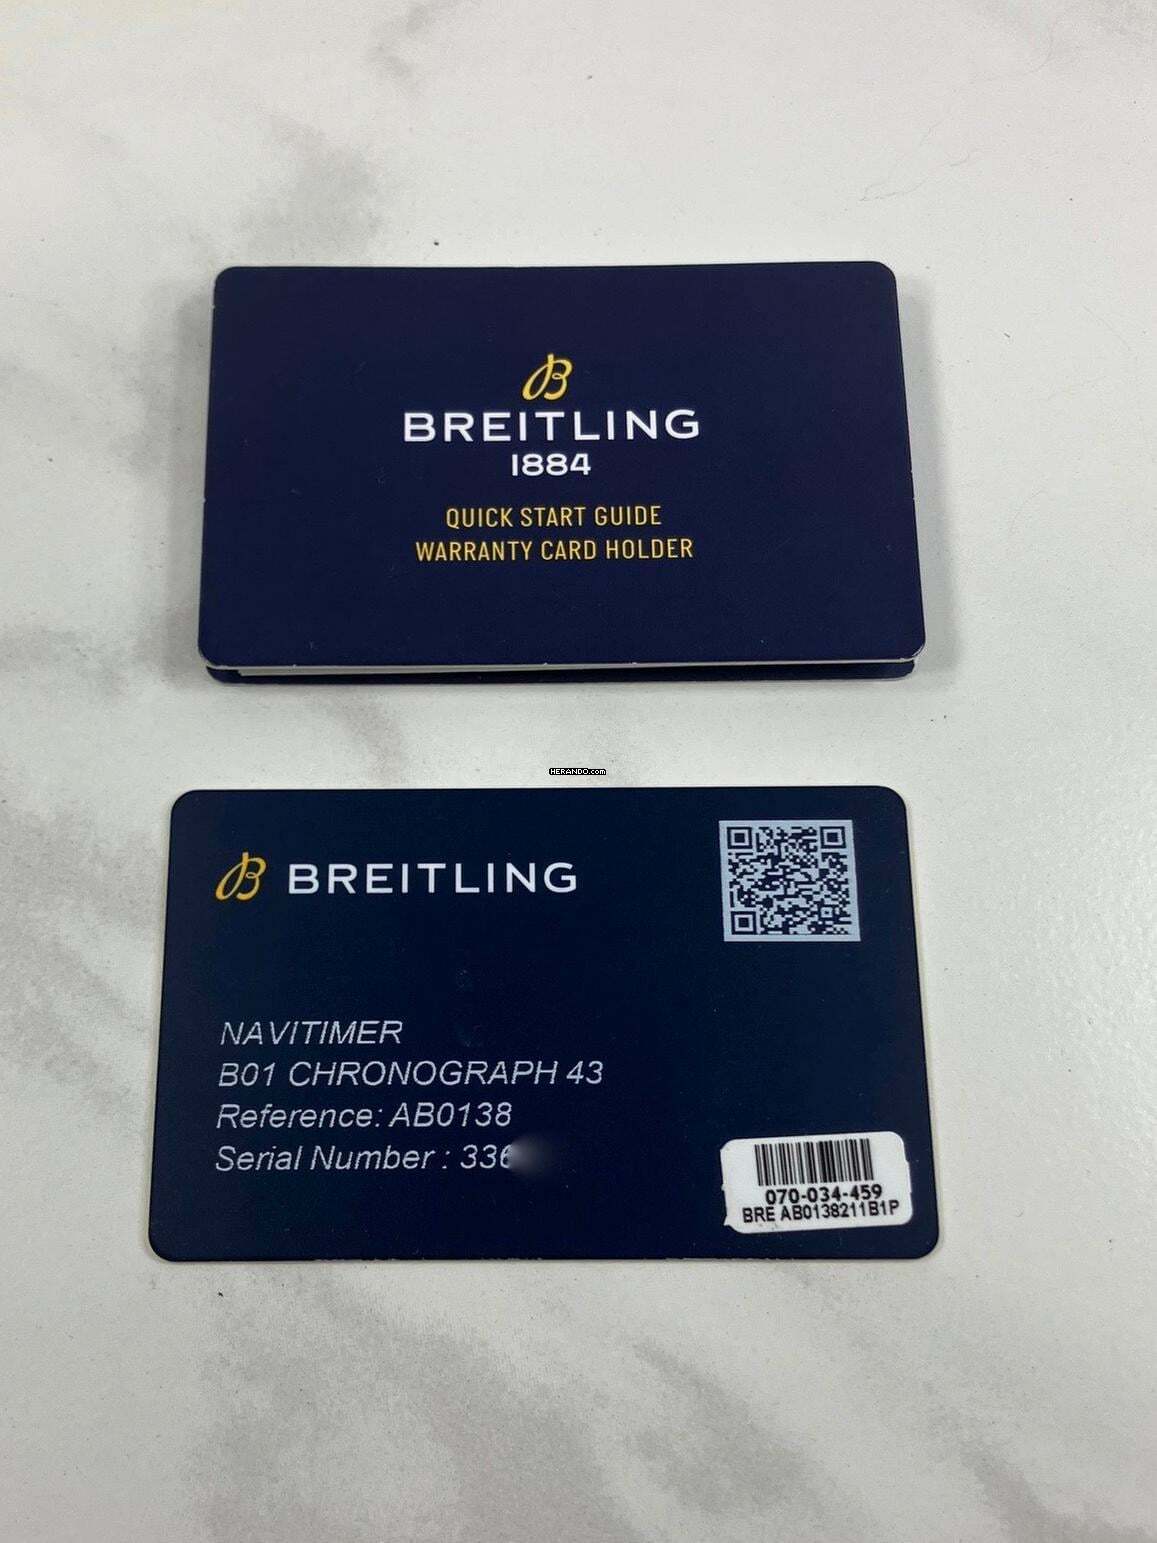 BREITLING
1884
QUICK START GUIDE
WARRANTY CARD HOLDER
HERANDO.com
BREITLING
NAVITIMER
B01 CHRONOGRAPH 43
Reference: AB0138
Serial Number : 336
070-034-459
BRE AB0138211B1P